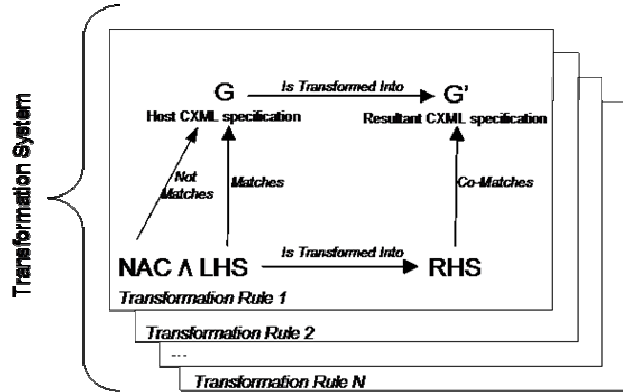 Transformation System
G
Is Transformed Into
G'
Host CXML specification
Resultant CXML specification
Not
Matches
Matches
Co-Matches
NAC Λ LHS
Is Transformed Into
RHS
Transformation Rule 1
Transformation Rule 2
...
Transformation Rule N